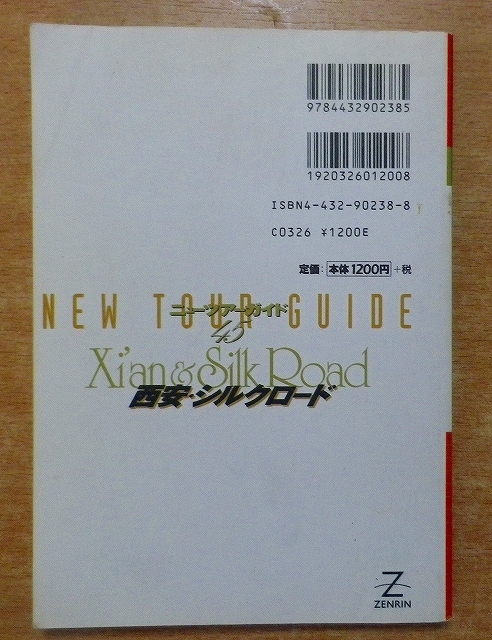 9784432902385
1920326012008
ISBN4-432-90238-8
C0326 ¥1200E
定価：本体1200円+税
NEW TOUR GUIDE
ニューツアーガイド
45
Xi'an & Silk Road
西安・シルクロード
Z
ZENRIN